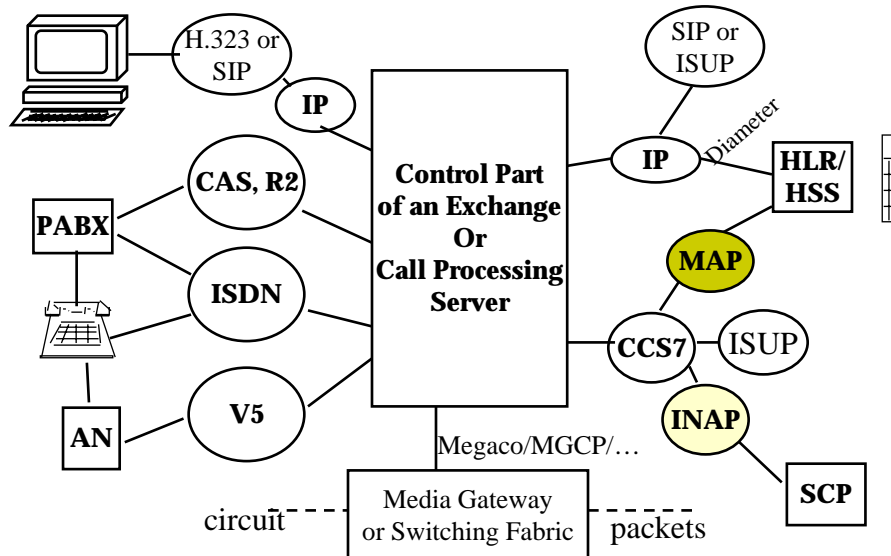 H.323 or
SIP
IP
SIP or
ISUP
Diameter
IP
HLR/
HSS
CAS, R2
Control Part
of an Exchange
Or
Call Processing
Server
PABX
MAP
ISDN
CCS7
ISUP
V5
INAP
AN
Megaco/MGCP/…
SCP
Media Gateway
or Switching Fabric
circuit
packets